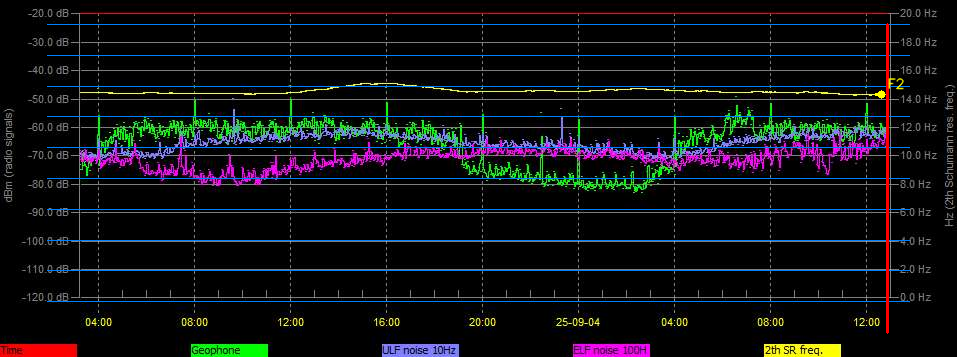 -20.0 dB 20.0 Hz
-30.0 dB 18.0 Hz
-40.0 dB 16.0 Hz
F2
-50.0 dB 14.0 Hz
-60.0 dB 12.0 Hz
-70.0 dB 10.0 Hz
-80.0 dB 8.0 Hz
-90.0 dB 6.0 Hz
-100.0 dB 4.0 Hz
-110.0 dB 2.0 Hz
-120.0 dB 0.0 Hz
dBm (radio signals)
Hz (2th Schumann res. freq.)
04:00 08:00 12:00 16:00 20:00 25-09-04 04:00 08:00 12:00
Time Geophone ULF noise 10Hz ELF noise 100H 2th SR freq.